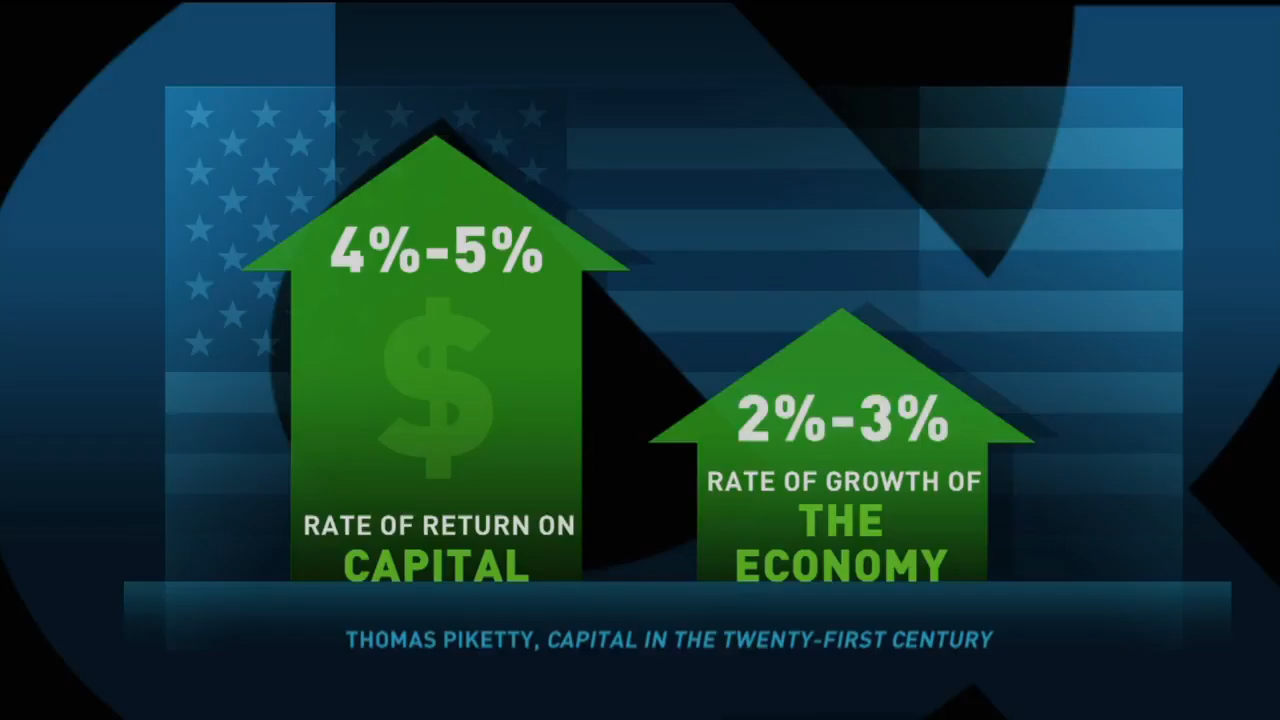 4%-5%
$
RATE OF RETURN ON
CAPITAL
2%-3%
RATE OF GROWTH OF
THE
ECONOMY
THOMAS PIKETTY, CAPITAL IN THE TWENTY-FIRST CENTURY